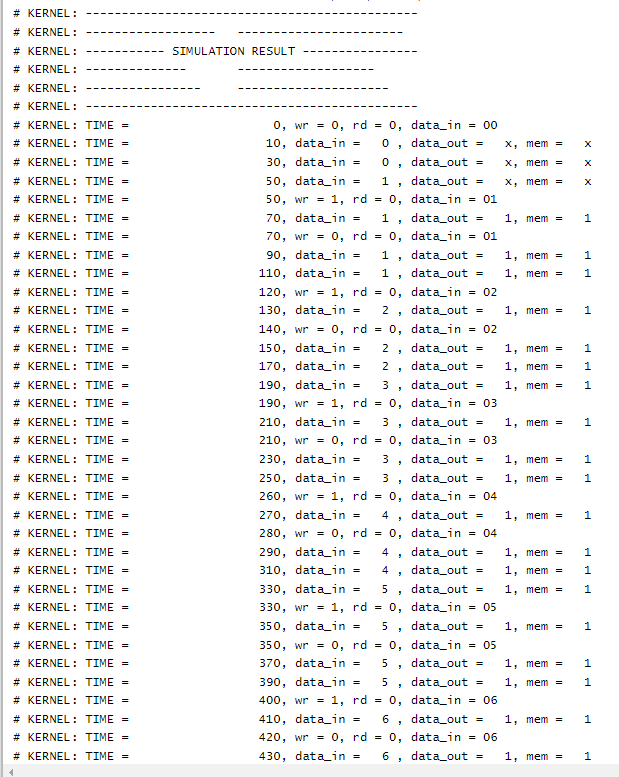 # KERNEL: ----------------------------------------------
# KERNEL: ------------------   -----------------------
# KERNEL: ----------- SIMULATION RESULT ----------------
# KERNEL: --------------       -------------------
# KERNEL: ----------------     ---------------------
# KERNEL: ----------------------------------------------
# KERNEL: TIME =                    0, wr = 0, rd = 0, data_in = 00
# KERNEL: TIME =                   10, data_in =   0 , data_out =   x, mem =   x
# KERNEL: TIME =                   30, data_in =   0 , data_out =   x, mem =   x
# KERNEL: TIME =                   50, data_in =   1 , data_out =   x, mem =   x
# KERNEL: TIME =                   50, wr = 1, rd = 0, data_in = 01
# KERNEL: TIME =                   70, data_in =   1 , data_out =   1, mem =   1
# KERNEL: TIME =                   70, wr = 0, rd = 0, data_in = 01
# KERNEL: TIME =                   90, data_in =   1 , data_out =   1, mem =   1
# KERNEL: TIME =                  110, data_in =   1 , data_out =   1, mem =   1
# KERNEL: TIME =                  120, wr = 1, rd = 0, data_in = 02
# KERNEL: TIME =                  130, data_in =   2 , data_out =   1, mem =   1
# KERNEL: TIME =                  140, wr = 0, rd = 0, data_in = 02
# KERNEL: TIME =                  150, data_in =   2 , data_out =   1, mem =   1
# KERNEL: TIME =                  170, data_in =   2 , data_out =   1, mem =   1
# KERNEL: TIME =                  190, data_in =   3 , data_out =   1, mem =   1
# KERNEL: TIME =                  190, wr = 1, rd = 0, data_in = 03
# KERNEL: TIME =                  210, data_in =   3 , data_out =   1, mem =   1
# KERNEL: TIME =                  210, wr = 0, rd = 0, data_in = 03
# KERNEL: TIME =                  230, data_in =   3 , data_out =   1, mem =   1
# KERNEL: TIME =                  250, data_in =   3 , data_out =   1, mem =   1
# KERNEL: TIME =                  260, wr = 1, rd = 0, data_in = 04
# KERNEL: TIME =                  270, data_in =   4 , data_out =   1, mem =   1
# KERNEL: TIME =                  280, wr = 0, rd = 0, data_in = 04
# KERNEL: TIME =                  290, data_in =   4 , data_out =   1, mem =   1
# KERNEL: TIME =                  310, data_in =   4 , data_out =   1, mem =   1
# KERNEL: TIME =                  330, data_in =   5 , data_out =   1, mem =   1
# KERNEL: TIME =                  330, wr = 1, rd = 0, data_in = 05
# KERNEL: TIME =                  350, data_in =   5 , data_out =   1, mem =   1
# KERNEL: TIME =                  350, wr = 0, rd = 0, data_in = 05
# KERNEL: TIME =                  370, data_in =   5 , data_out =   1, mem =   1
# KERNEL: TIME =                  390, data_in =   5 , data_out =   1, mem =   1
# KERNEL: TIME =                  400, wr = 1, rd = 0, data_in = 06
# KERNEL: TIME =                  410, data_in =   6 , data_out =   1, mem =   1
# KERNEL: TIME =                  420, wr = 0, rd = 0, data_in = 06
# KERNEL: TIME =                  430, data_in =   6 , data_out =   1, mem =   1